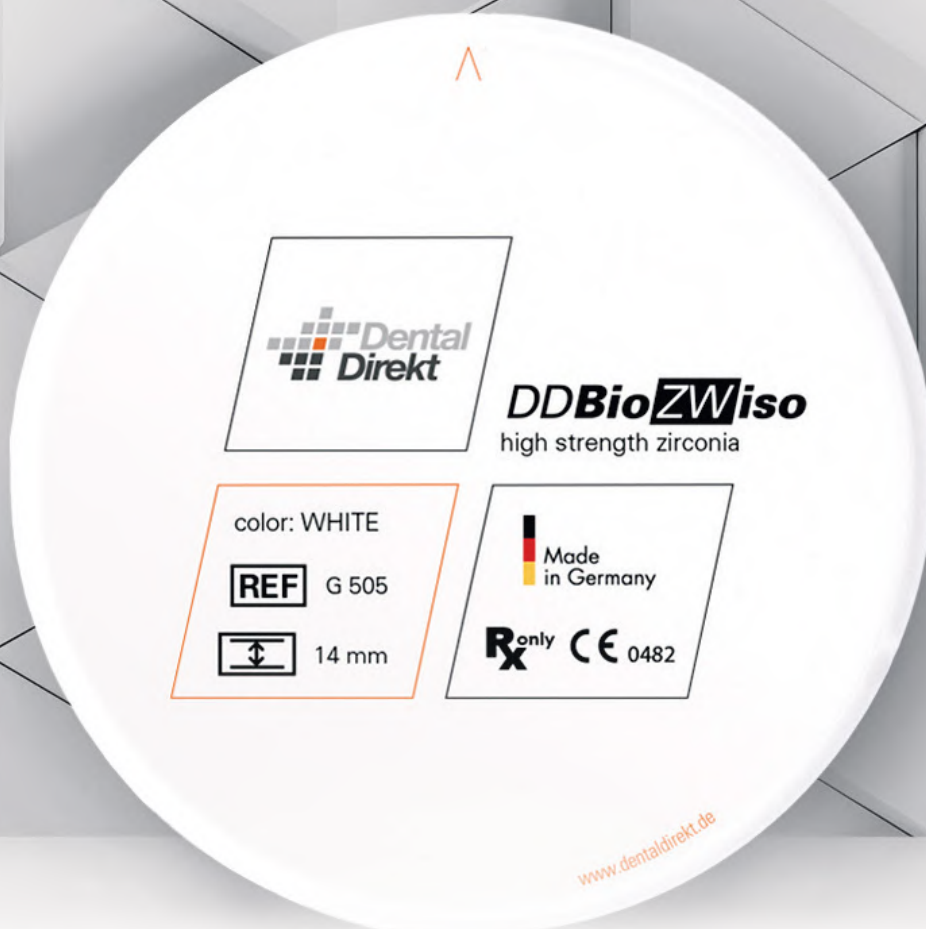 Dental
Direkt
DDBioZWiso
high strength zirconia
color: WHITE
REF G 505
14 mm
Made
in Germany
Rx only CE 0482
www.dentaldirekt.de